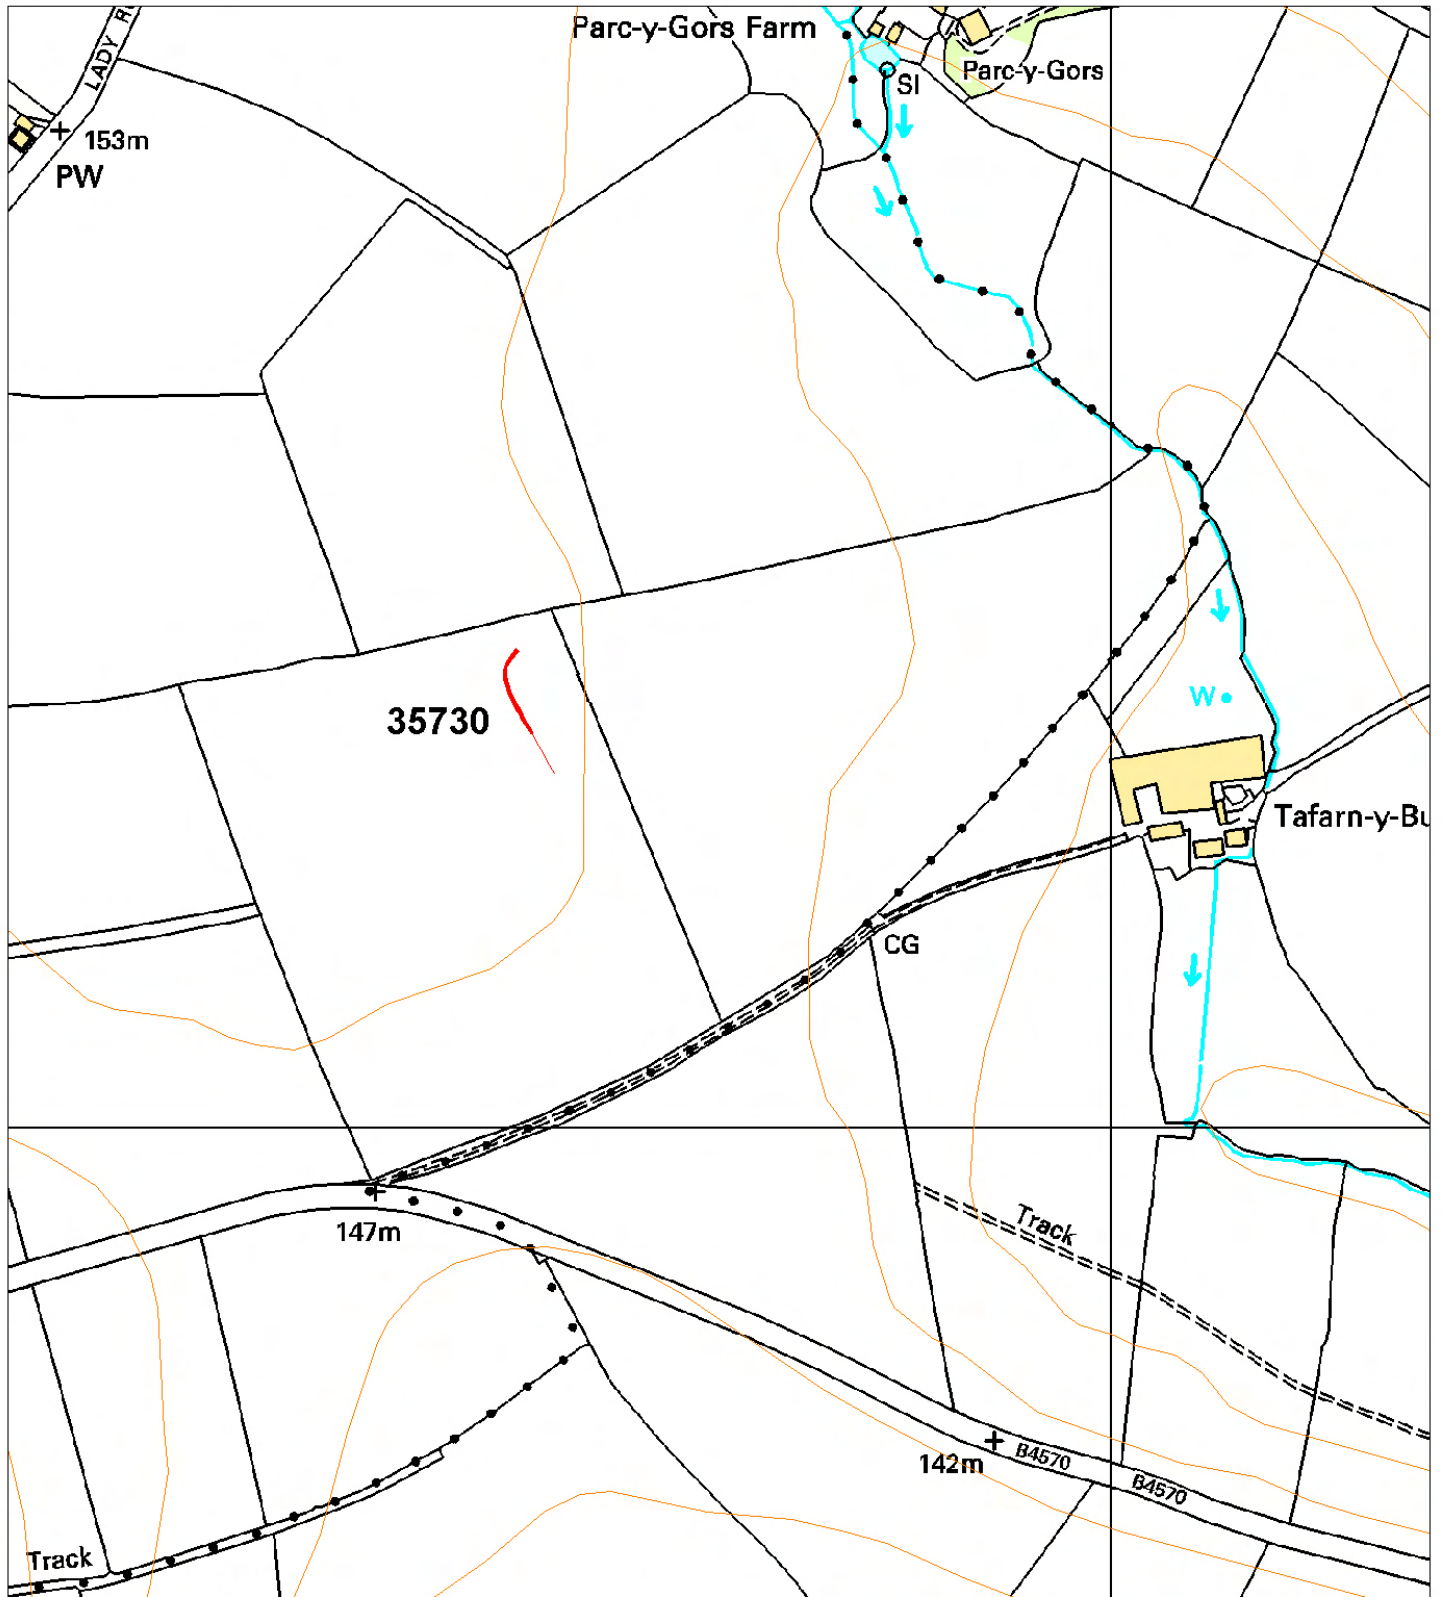 Parc-y-Gors Farm
LADY R
SI
Parc-y-Gors
153m
PW
35730
W
Tafarn-y-Bu
CG
147m
Track
142m
B4570
B4570
Track